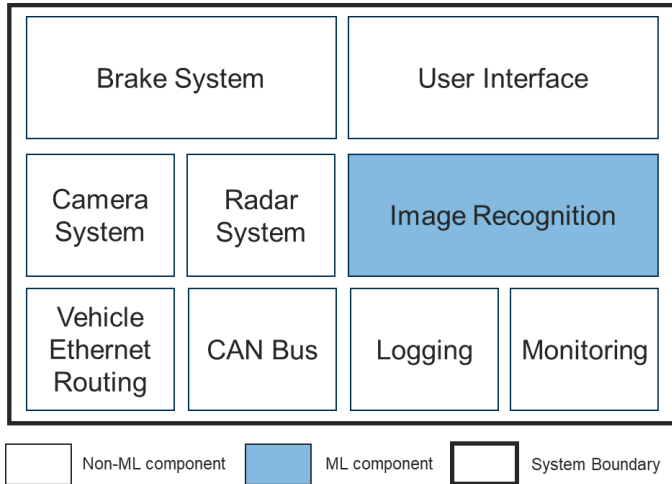 Brake System
User Interface
Camera
System
Radar
System
Image Recognition
Vehicle
Ethernet
Routing
CAN Bus
Logging
Monitoring
Non-ML component
ML component
System Boundary